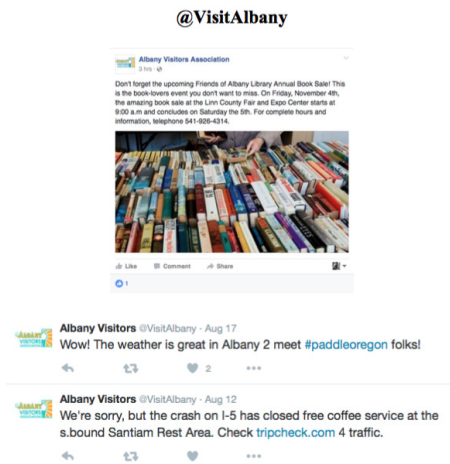 @VisitAlbany
Albany Visitors Association
3 hrs
Don't forget the upcoming Friends of Albany Library Annual Book Sale! This
is the book-lovers event you don't want to miss. On Friday, November 4th,
the amazing book sale at the Linn County Fair and Expo Center starts at
9:00 a.m and concludes on Saturday the 5th. For complete hours and
information, telephone 541-926-4314.
Like Comment Share
1
Albany Visitors @VisitAlbany · Aug 17
Wow! The weather is great in Albany 2 meet #paddleoregon folks!
2
Albany Visitors @VisitAlbany · Aug 12
We're sorry, but the crash on I-5 has closed free coffee service at the
s.bound Santiam Rest Area. Check tripcheck.com 4 traffic.